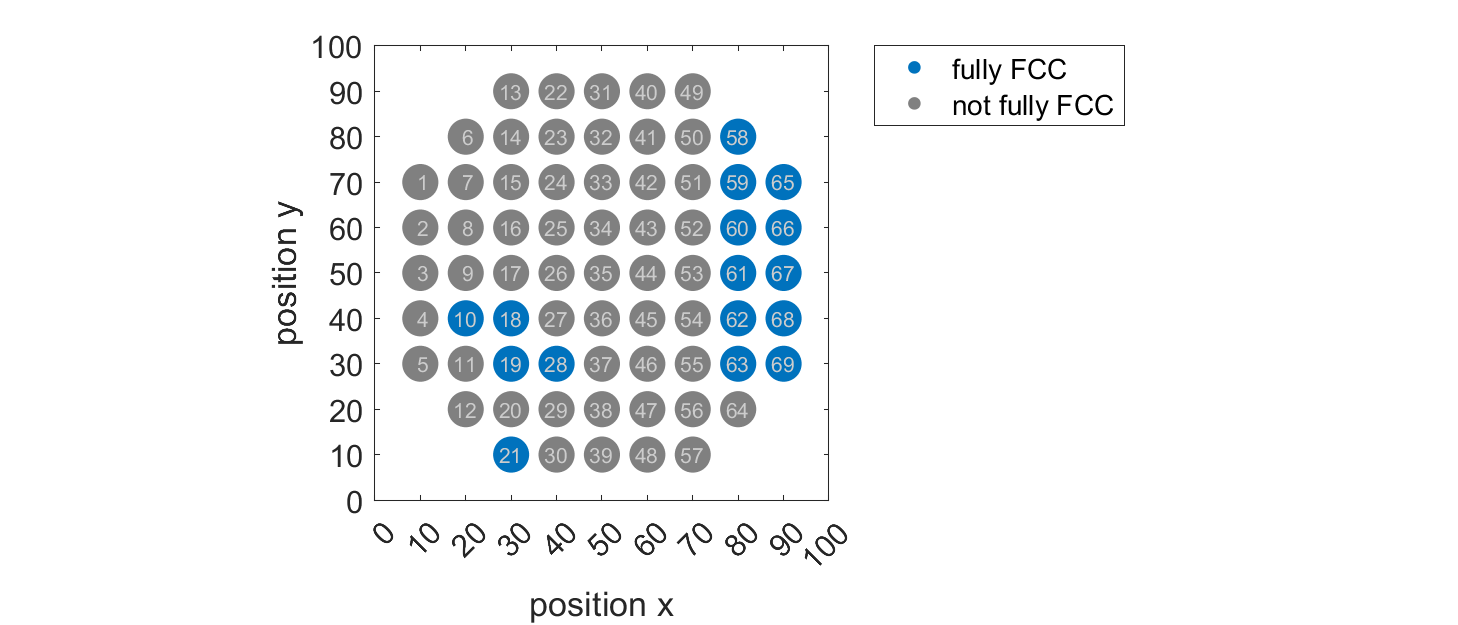 100
fully FCC
not fully FCC
90 13 22 31 40 49
80 6 14 23 32 41 50 58
70 1 7 15 24 33 42 51 59 65
60 2 8 16 25 34 43 52 60 66
50 3 9 17 26 35 44 53 61 67
40 4 10 18 27 36 45 54 62 68
30 5 11 19 28 37 46 55 63 69
20 12 20 29 38 47 56 64
10 21 30 39 48 57
0
position y
0 10 20 30 40 50 60 70 80 90 100
position x